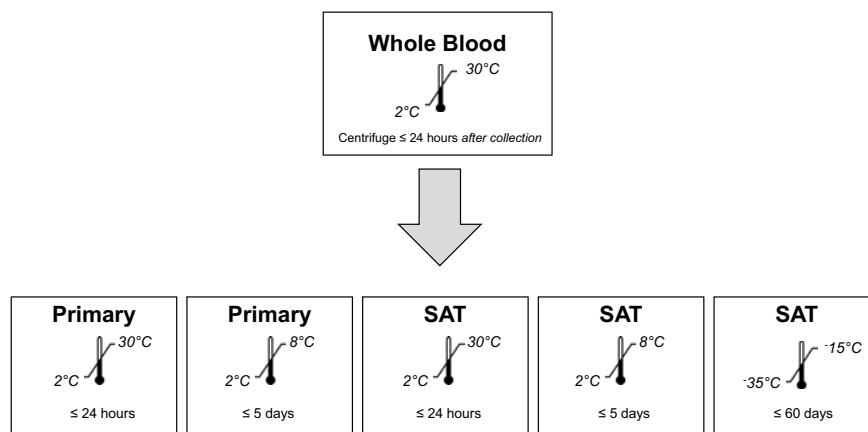 Whole Blood
30°C
2°C
Centrifuge ≤ 24 hours after collection
Primary
30°C
2°C
≤ 24 hours
Primary
8°C
2°C
≤ 5 days
SAT
30°C
2°C
≤ 24 hours
SAT
8°C
2°C
≤ 5 days
SAT
-15°C
-35°C
≤ 60 days